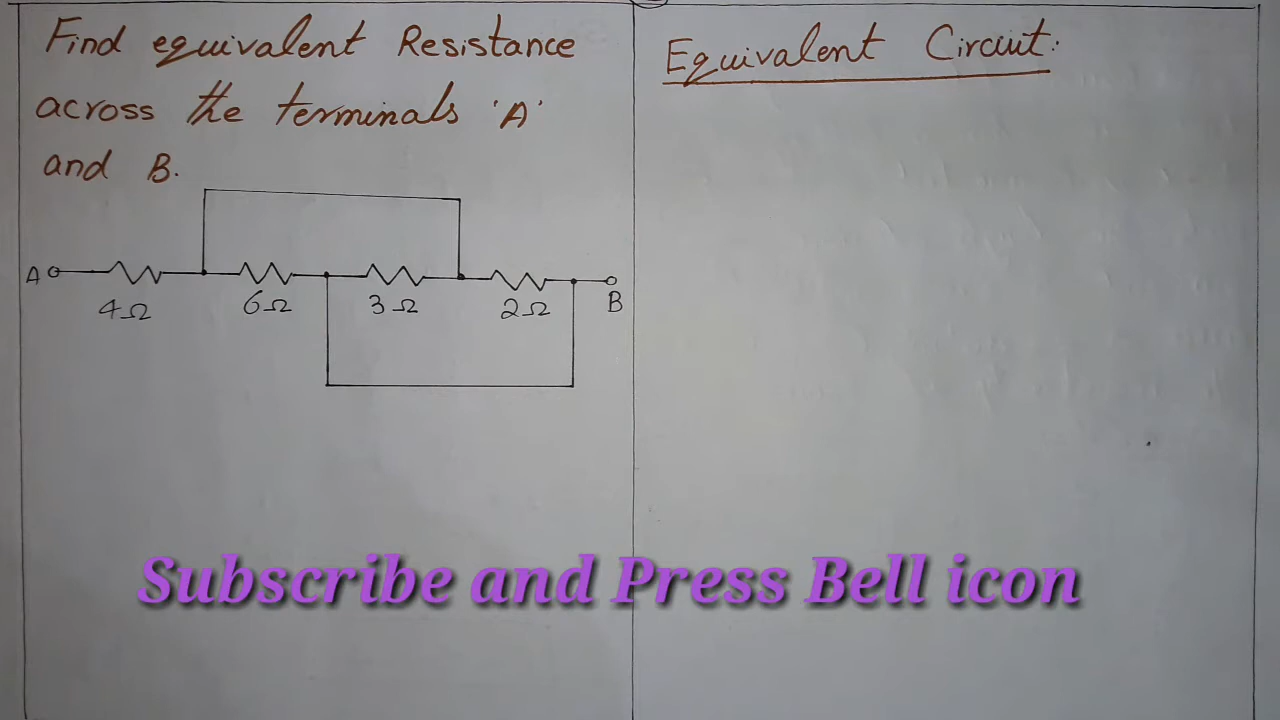 Find equivalent Resistance
across the terminals 'A'
and B.
Equivalent Circuit:
A
4Ω
6Ω
3Ω
2Ω
B
Subscribe and Press Bell icon